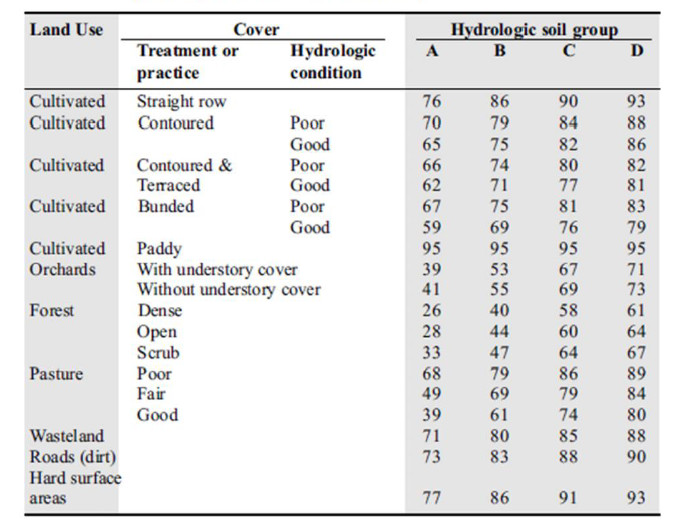 Land Use Cover Hydrologic soil group
Treatment or Hydrologic A B C D
practice condition
Cultivated Straight row 76 86 90 93
Cultivated Contoured Poor 70 79 84 88
Good 65 75 82 86
Cultivated Contoured & Poor 66 74 80 82
Terraced Good 62 71 77 81
Cultivated Bunded Poor 67 75 81 83
Good 59 69 76 79
Cultivated Paddy 95 95 95 95
Orchards With understory cover 39 53 67 71
Without understory cover 41 55 69 73
Forest Dense 26 40 58 61
Open 28 44 60 64
Scrub 33 47 64 67
Pasture Poor 68 79 86 89
Fair 49 69 79 84
Good 39 61 74 80
Wasteland 71 80 85 88
Roads (dirt) 73 83 88 90
Hard surface
areas 77 86 91 93